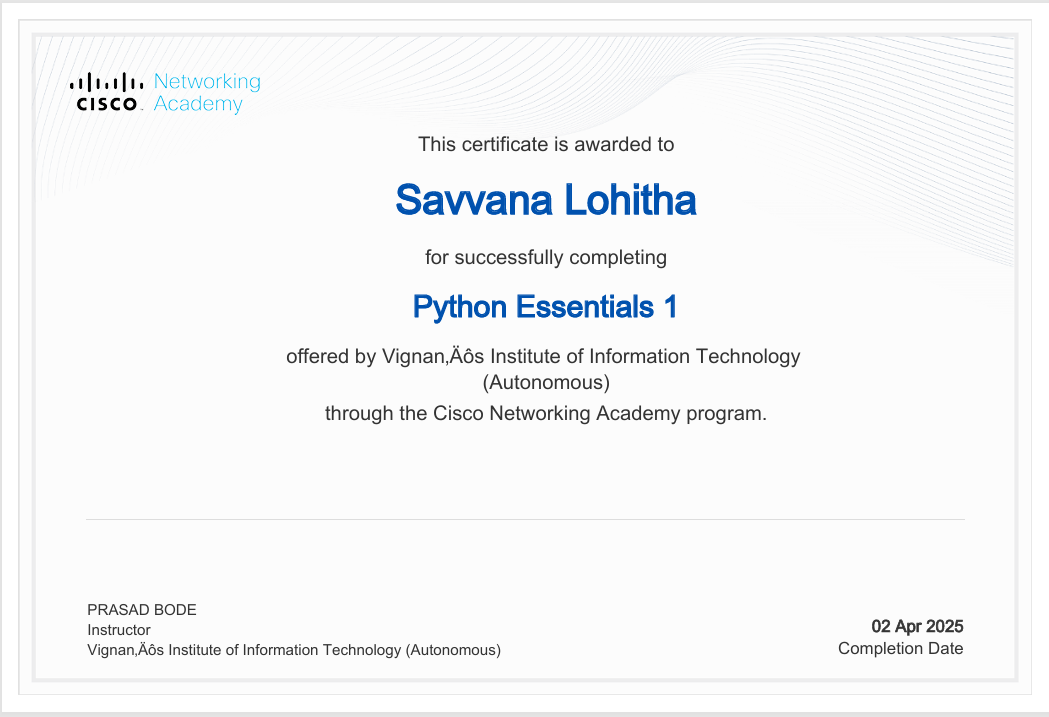 CISCO Networking
Academy
This certificate is awarded to
Savvana Lohitha
for successfully completing
Python Essentials 1
offered by Vignan‚Äôs Institute of Information Technology
(Autonomous)
through the Cisco Networking Academy program.
PRASAD BODE
Instructor
Vignan‚Äôs Institute of Information Technology (Autonomous)
02 Apr 2025
Completion Date